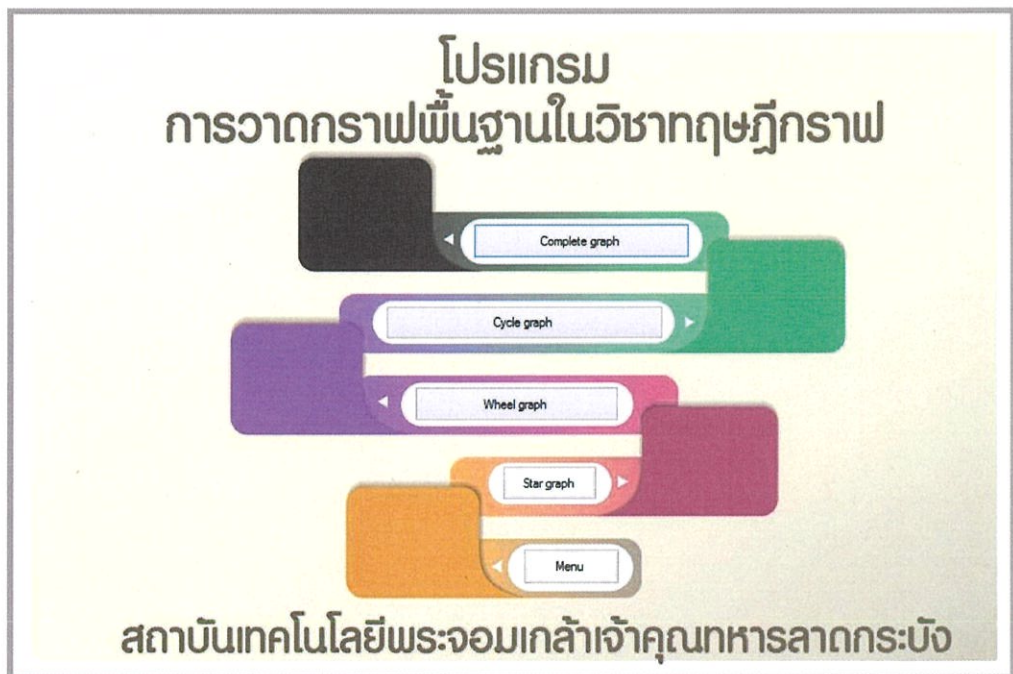 โปรแกรม
การวาดกราฟพื้นฐานในวิชาทฤษฎีกราฟ
Complete graph
Cycle graph
Wheel graph
Star graph
Menu
สถาบันเทคโนโลยีพระจอมเกล้าเจ้าคุณทหารลาดกระบัง